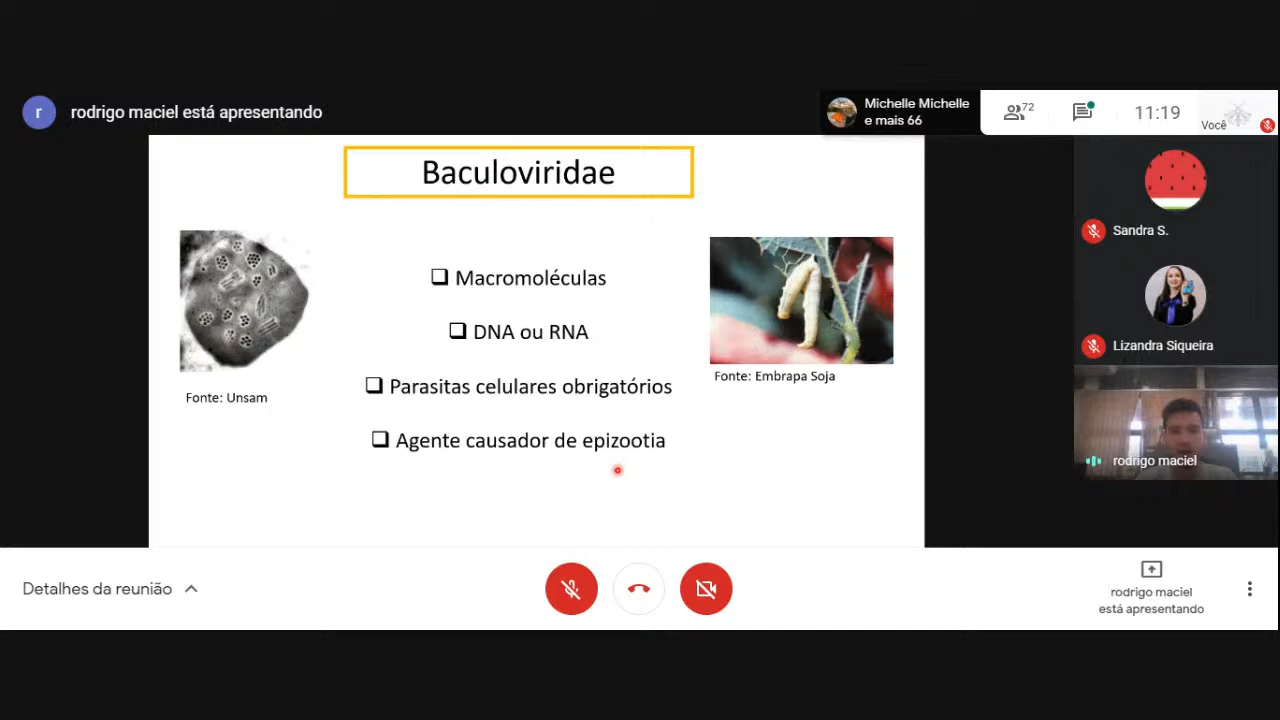 r
rodrigo maciel está apresentando
Michelle Michelle
e mais 66
72
11:19
Você
Baculoviridae
Macromoléculas
DNA ou RNA
Parasitas celulares obrigatórios
Agente causador de epizootia
Fonte: Unsam
Fonte: Embrapa Soja
Sandra S.
Lizandra Siqueira
rodrigo maciel
Detalhes da reunião
rodrigo maciel
está apresentando